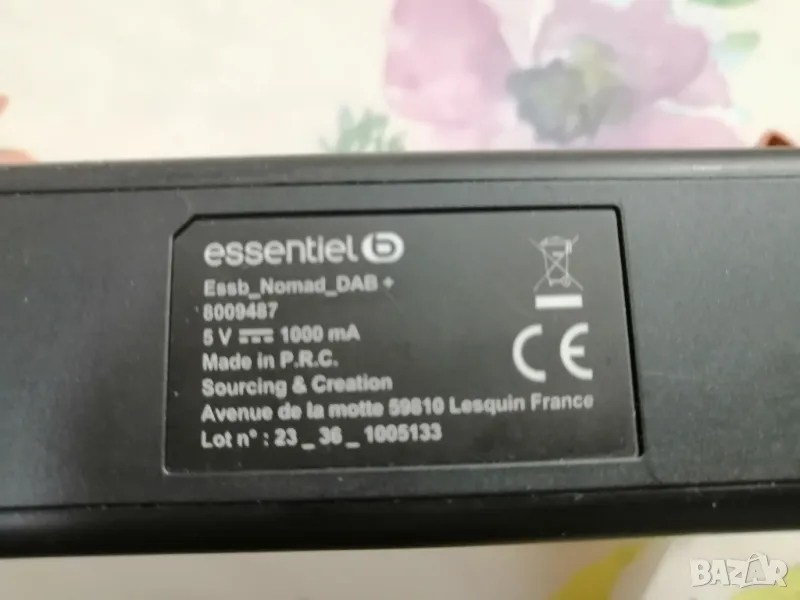 essentiel b
Essb_Nomad_DAB +
8009487
5 V 1000 mA
Made in P.R.C.
Sourcing & Creation
Avenue de la motte 59810 Lesquin France
Lot n° : 23 _ 36 _ 1005133
CE
BAZAR